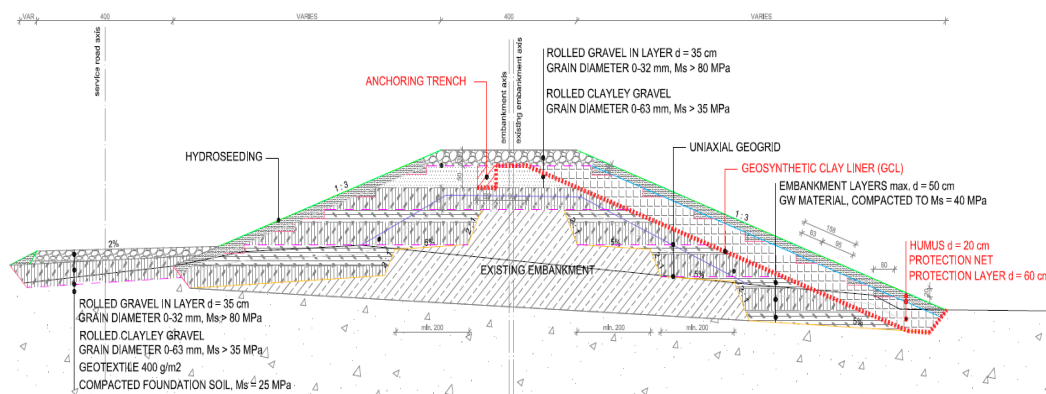 VAR
400
VARIES
400
VARIES
service road axis
embankment axis
existing embankment axis
ROLLED GRAVEL IN LAYER d = 35 cm
GRAIN DIAMETER 0-32 mm, Ms > 80 MPa
ANCHORING TRENCH
ROLLED CLAYLEY GRAVEL
GRAIN DIAMETER 0-63 mm, Ms > 35 MPa
HYDROSEEDING
UNIAXIAL GEOGRID
GEOSYNTHETIC CLAY LINER (GCL)
EMBANKMENT LAYERS max. d = 50 cm
GW MATERIAL, COMPACTED TO Ms = 40 MPa
1 : 3
1 : 3
158
63
95
80
HUMUS d = 20 cm
PROTECTION NET
PROTECTION LAYER d = 60 cm
2%
5%
5%
5%
5%
EXISTING EMBANKMENT
min. 200
min. 200
min. 200
ROLLED GRAVEL IN LAYER d = 35 cm
GRAIN DIAMETER 0-32 mm, Ms > 80 MPa
ROLLED CLAYLEY GRAVEL
GRAIN DIAMETER 0-63 mm, Ms > 35 MPa
GEOTEXTILE 400 g/m2
COMPACTED FOUNDATION SOIL, Ms = 25 MPa